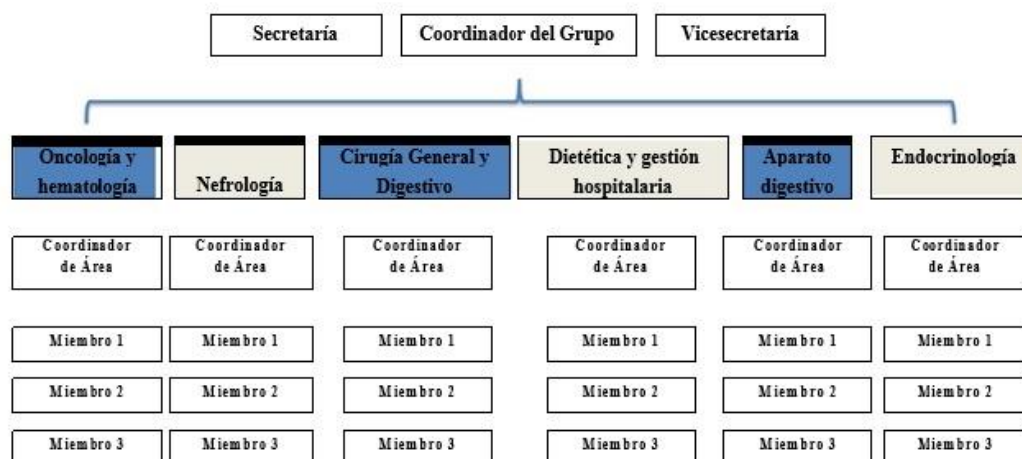 Secretaría
Coordinador del Grupo
Vicesecretaría
Oncología y
hematología
Nefrología
Cirugía General y
Digestivo
Dietética y gestión
hospitalaria
Aparato
digestivo
Endocrinología
Coordinador
de Área
Coordinador
de Área
Coordinador
de Área
Coordinador
de Área
Coordinador
de Área
Coordinador
de Área
Miembro 1
Miembro 1
Miembro 1
Miembro 1
Miembro 1
Miembro 1
Miembro 2
Miembro 2
Miembro 2
Miembro 2
Miembro 2
Miembro 2
Miembro 3
Miembro 3
Miembro 3
Miembro 3
Miembro 3
Miembro 3